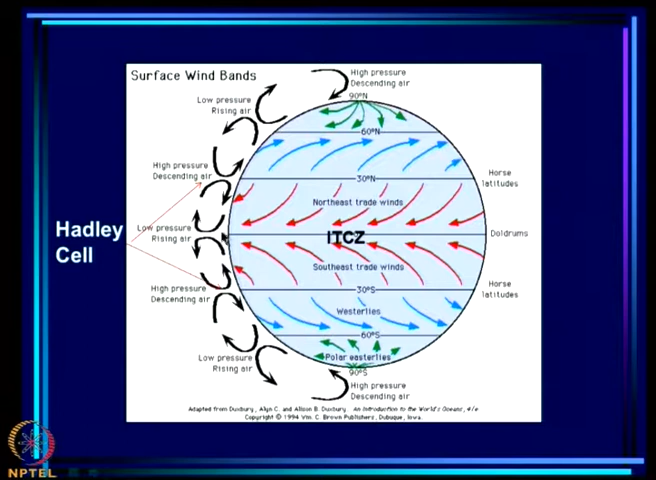 Surface Wind Bands
High pressure
Descending air
90°N
Low pressure
Rising air
60°N
High pressure
Descending air
30°N
Horse
latitudes
Northeast trade winds
Hadley
Cell
Low pressure
Rising air
ITCZ
Doldrums
Southeast trade winds
High pressure
Descending air
30°S
Horse
latitudes
Westerlies
60°S
Low pressure
Rising air
Polar easterlies
90°S
High pressure
Descending air
Adapted from Duxbury, Alyn C. and Alison B. Duxbury. An Introduction to the World's Oceans, 4/e
Copyright © 1994 Wm. C. Brown Publishers, Dubuque, Iowa.
NPTEL